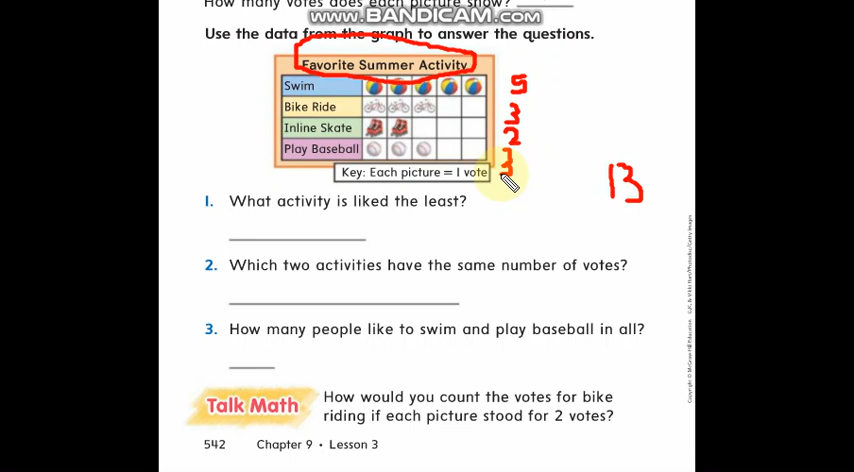 How many votes does each picture show?
WWW.BANDICAM.COM
Use the data from the graph to answer the questions.
Favorite Summer Activity
Swim 5
Bike Ride 3
Inline Skate 2
Play Baseball 3
Key: Each picture = 1 vote
13
1. What activity is liked the least?
2. Which two activities have the same number of votes?
3. How many people like to swim and play baseball in all?
Talk Math
How would you count the votes for bike
riding if each picture stood for 2 votes?
542 Chapter 9 • Lesson 3